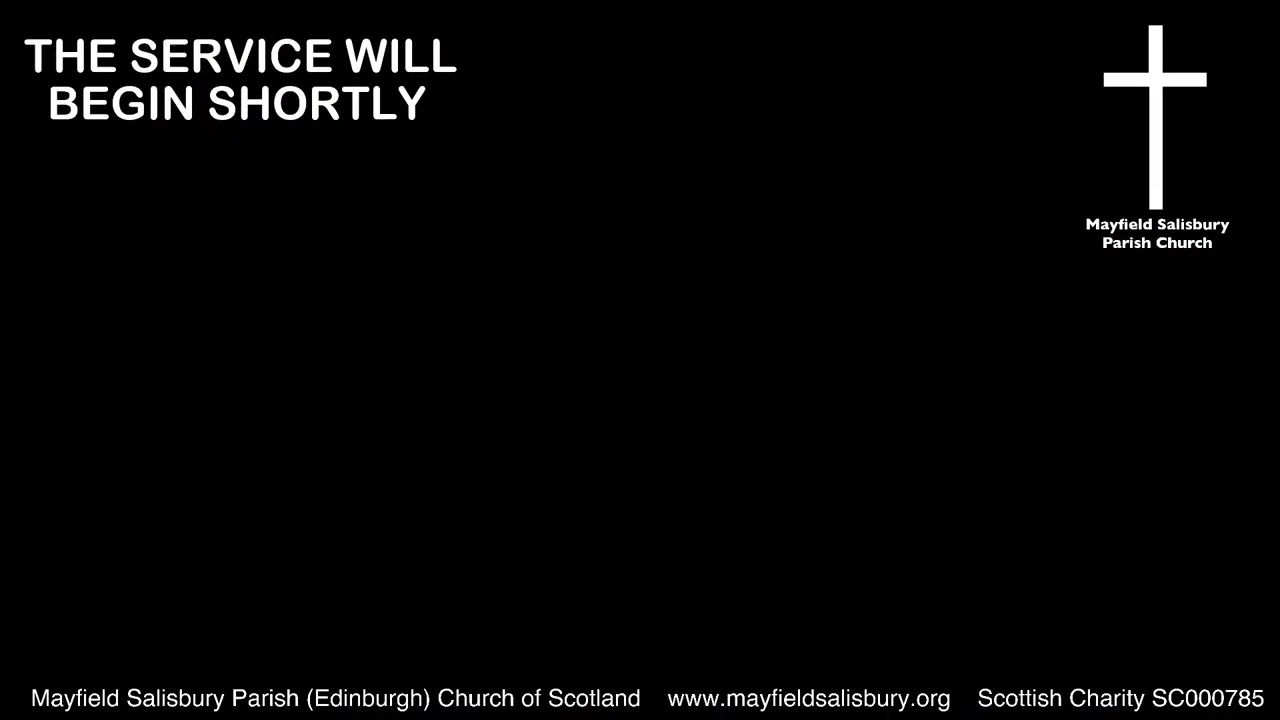 THE SERVICE WILL
BEGIN SHORTLY
Mayfield Salisbury
Parish Church
Mayfield Salisbury Parish (Edinburgh) Church of Scotland www.mayfieldsalisbury.org Scottish Charity SC000785